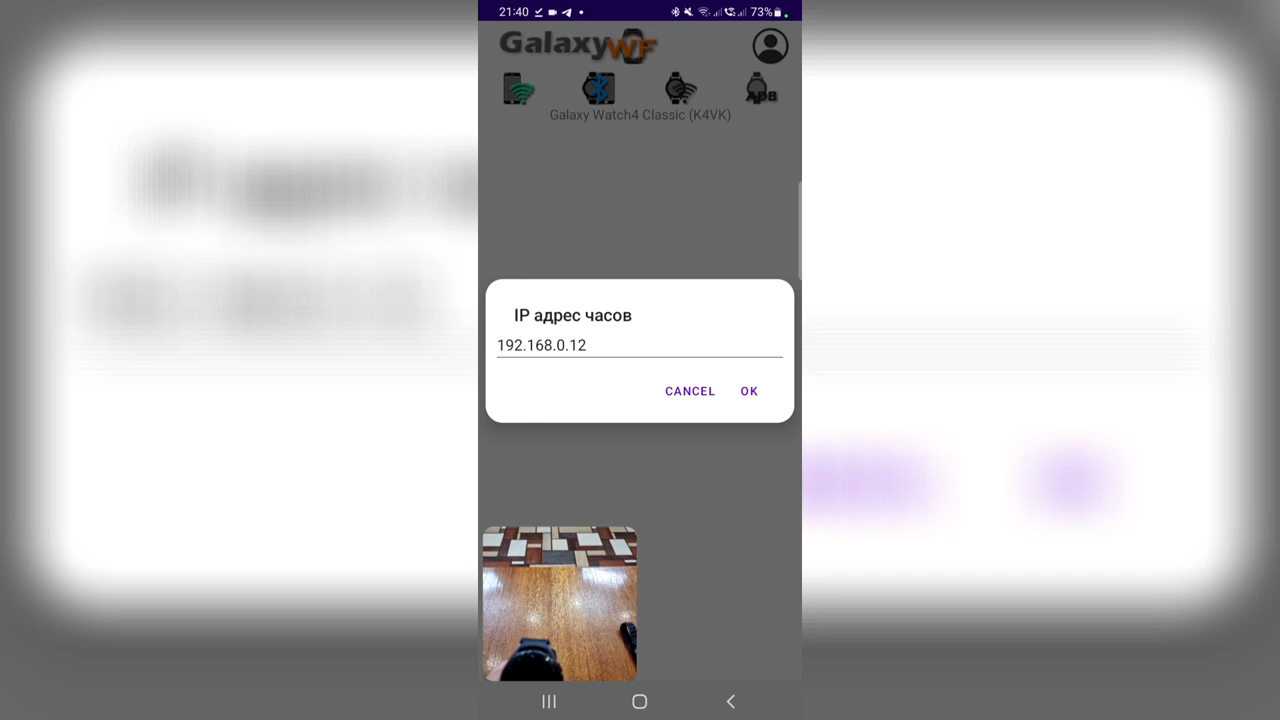 21:40
73%
GalaxyWF
ADB
Galaxy Watch4 Classic (K4VK)
IP адрес часов
192.168.0.12
CANCEL OK